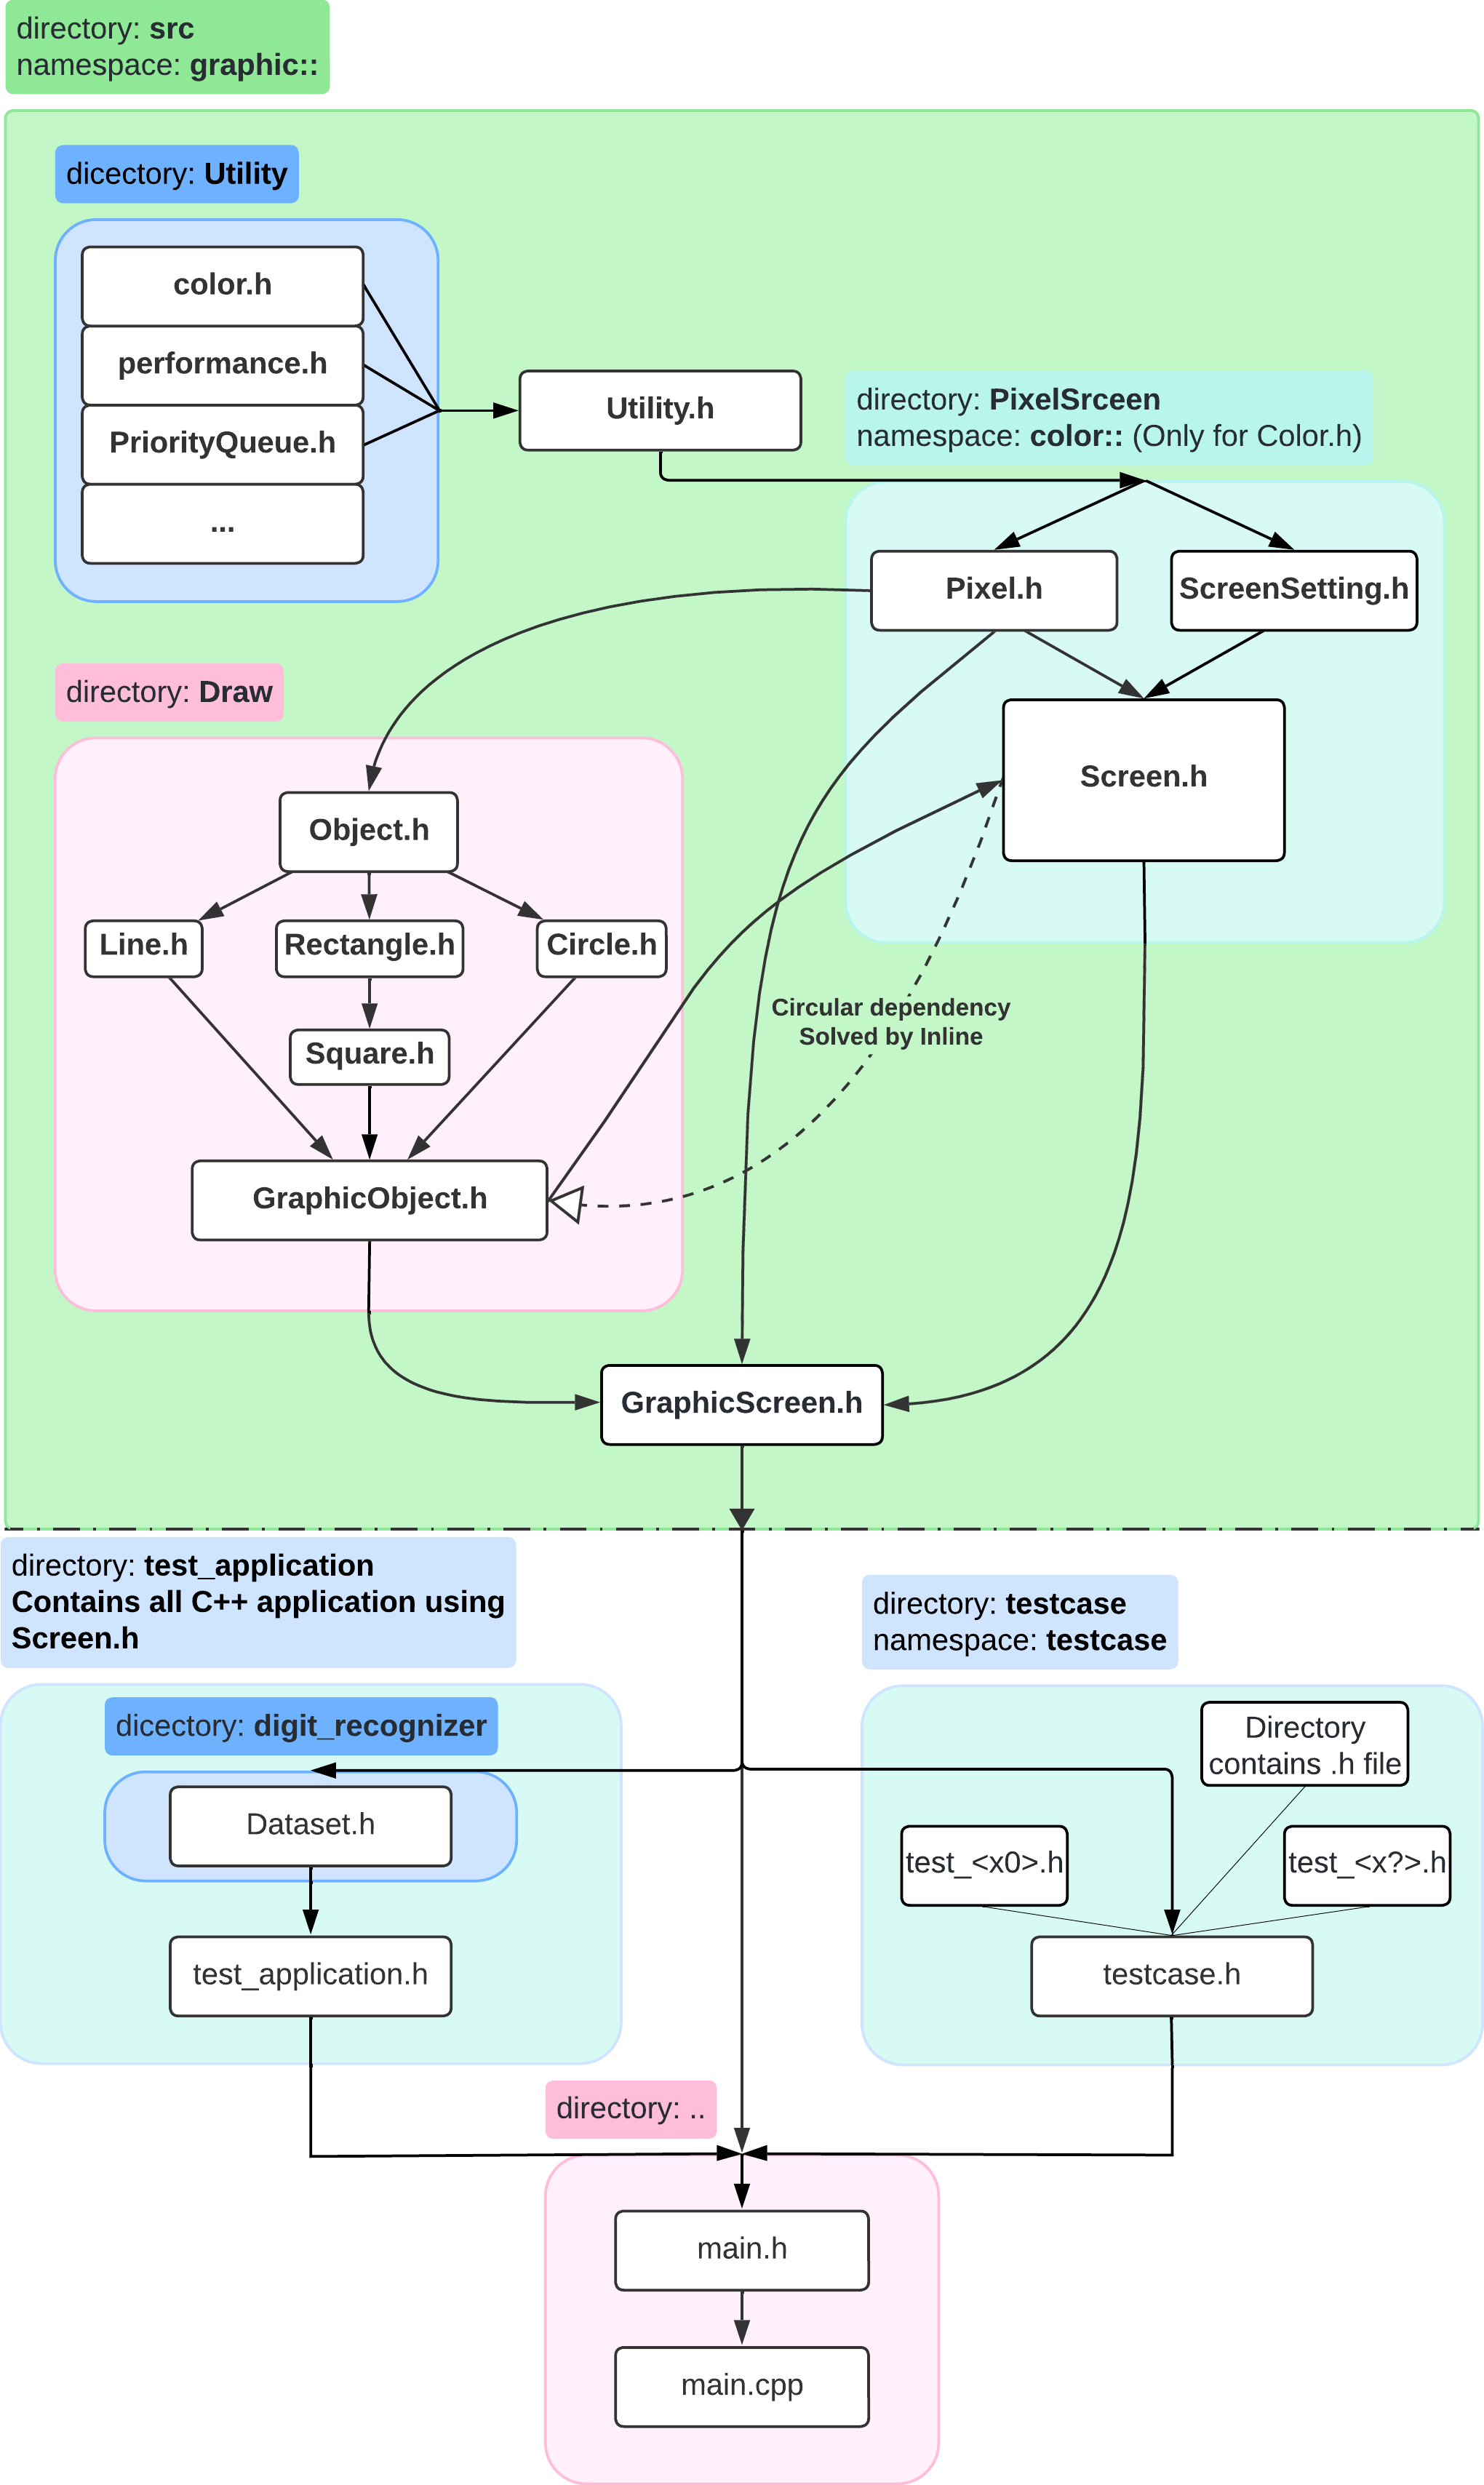 directory: src
namespace: graphic::
dicectory: Utility
color.h
performance.h
PriorityQueue.h
...
Utility.h
directory: PixelSrceen
namespace: color:: (Only for Color.h)
Pixel.h
ScreenSetting.h
Screen.h
directory: Draw
Object.h
Line.h
Rectangle.h
Circle.h
Square.h
GraphicObject.h
Circular dependency
Solved by Inline
GraphicScreen.h
directory: test_application
Contains all C++ application using
Screen.h
dicectory: digit_recognizer
Dataset.h
test_application.h
directory: testcase
namespace: testcase
Directory
contains .h file
test_<x0>.h
test_<x?>.h
testcase.h
directory: ..
main.h
main.cpp